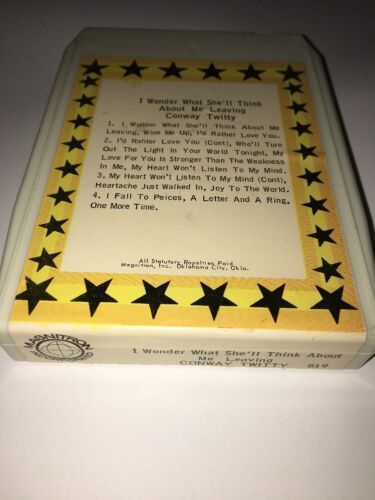 I Wonder What She'll Think
About Me Leaving
Conway Twitty
1. I Wonder What She'll Think About Me
Leaving, Wine Me Up, I'd Rather Love You.
2. I'd Ranter Love You (Cont), Who'll Turn
Out The Light In Your World Tonight, My
Love For You Is Stronger Than The Weakness
In Me, My Heart Won't Listen To My Mind.
3. My Heart Won't Listen To My Mind (Cont),
Heartache Just Walked In, Joy To The World.
4. I Fall To Peices, A Letter And A Ring,
One More Time.
All Statutory Royalties Paid
Magnitron, Inc. Oklahoma City, Okla.
MAGNITRON
I Wonder What She'll Think About
Me Leaving
CONWAY TWITTY 819